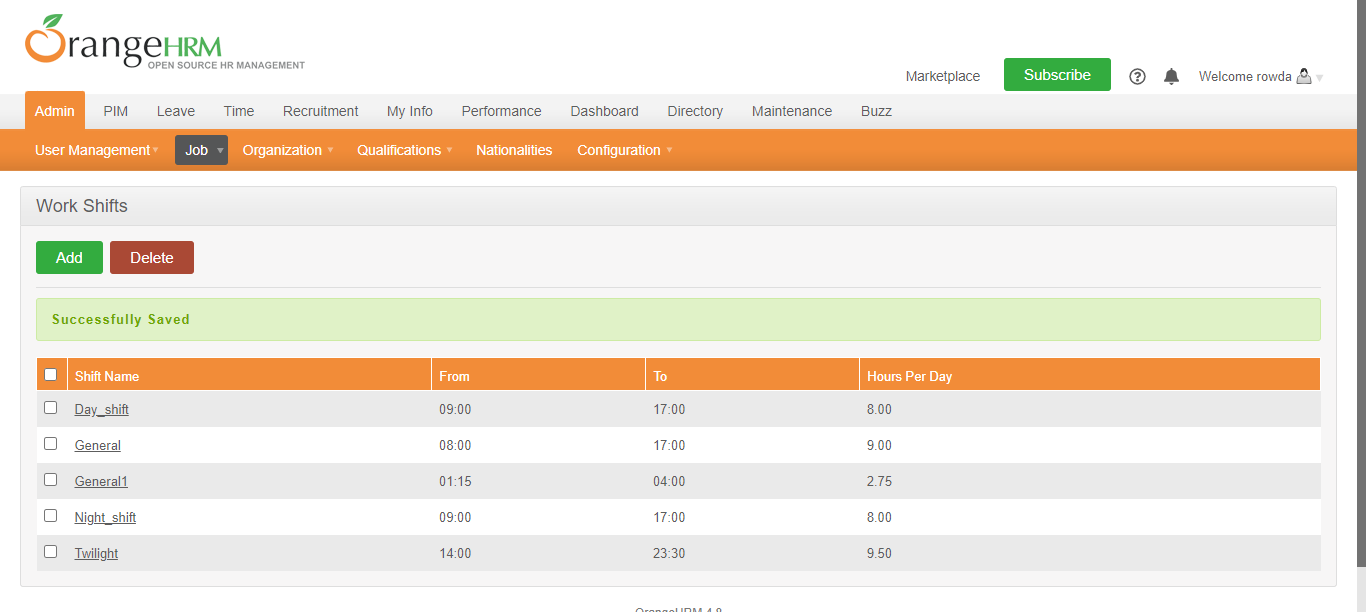 OrangeHRM
OPEN SOURCE HR MANAGEMENT
Marketplace Subscribe ? Welcome rowda
Admin PIM Leave Time Recruitment My Info Performance Dashboard Directory Maintenance Buzz
User Management Job Organization Qualifications Nationalities Configuration
Work Shifts
Add Delete
Successfully Saved
Shift Name From To Hours Per Day
Day_shift 09:00 17:00 8.00
General 08:00 17:00 9.00
General1 01:15 04:00 2.75
Night_shift 09:00 17:00 8.00
Twilight 14:00 23:30 9.50
OrangeHRM 4.8